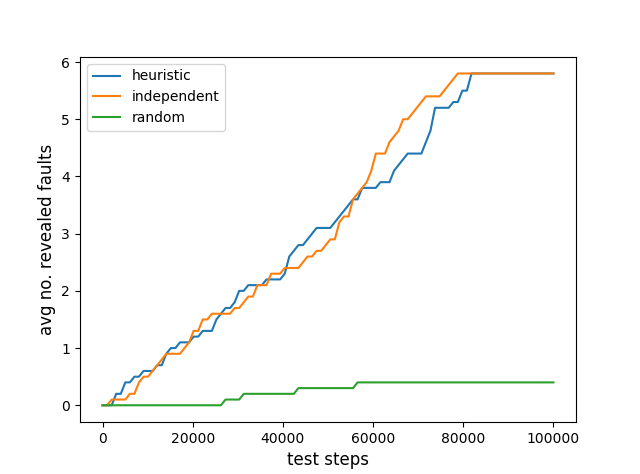 heuristic
independent
random
avg no. revealed faults
6
5
4
3
2
1
0
0 20000 40000 60000 80000 100000
test steps